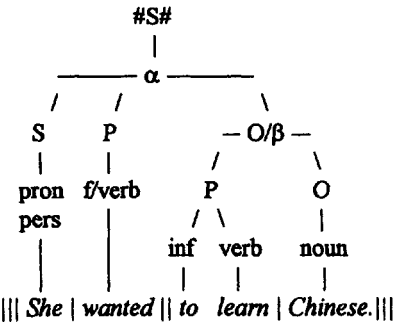 #S#
α
S P O/β
pron f/verb P O
pers
inf verb noun
||| She | wanted || to learn | Chinese.|||